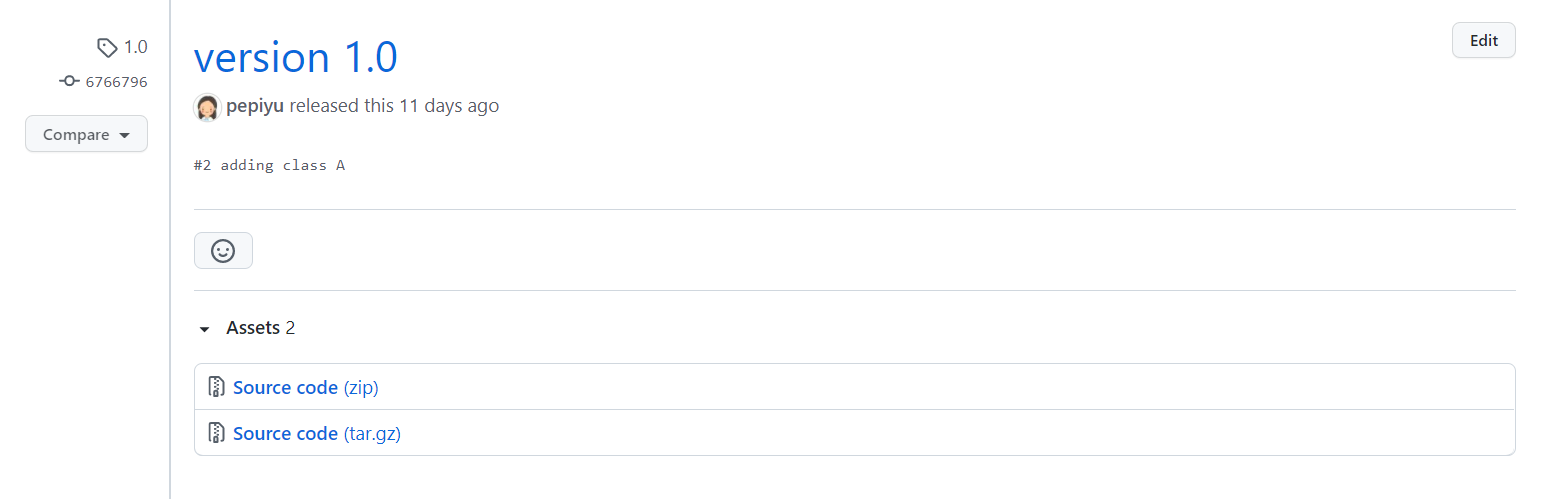 1.0
6766796
Compare
version 1.0
Edit
pepiyu released this 11 days ago
#2 adding class A
Assets 2
Source code (zip)
Source code (tar.gz)